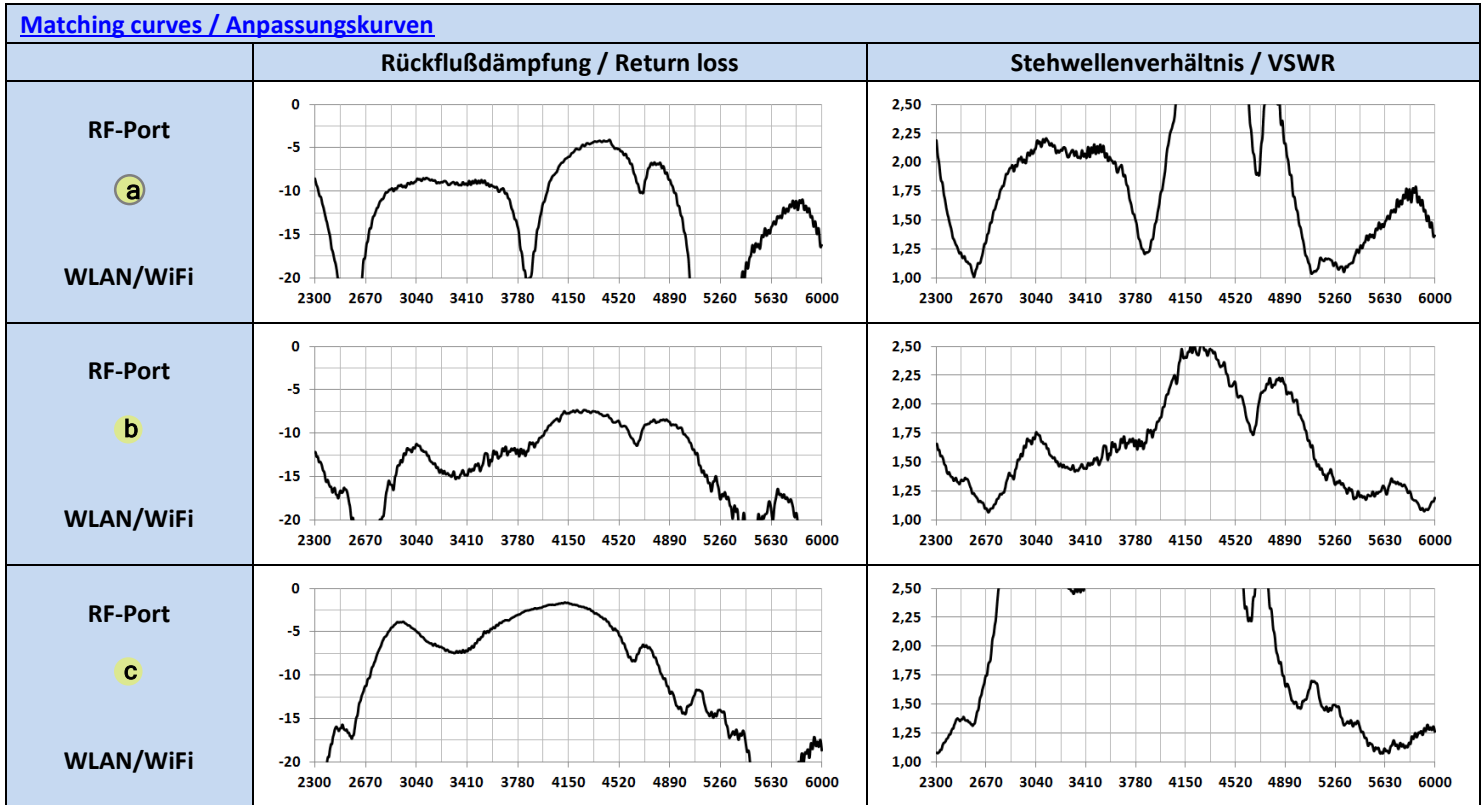 Matching curves / Anpassungskurven
Rückflußdämpfung / Return loss
Stehwellenverhältnis / VSWR
RF-Port
a
WLAN/WiFi
0
-5
-10
-15
-20
2300 2670 3040 3410 3780 4150 4520 4890 5260 5630 6000
2,50
2,25
2,00
1,75
1,50
1,25
1,00
2300 2670 3040 3410 3780 4150 4520 4890 5260 5630 6000
RF-Port
b
WLAN/WiFi
0
-5
-10
-15
-20
2300 2670 3040 3410 3780 4150 4520 4890 5260 5630 6000
2,50
2,25
2,00
1,75
1,50
1,25
1,00
2300 2670 3040 3410 3780 4150 4520 4890 5260 5630 6000
RF-Port
c
WLAN/WiFi
0
-5
-10
-15
-20
2300 2670 3040 3410 3780 4150 4520 4890 5260 5630 6000
2,50
2,25
2,00
1,75
1,50
1,25
1,00
2300 2670 3040 3410 3780 4150 4520 4890 5260 5630 6000